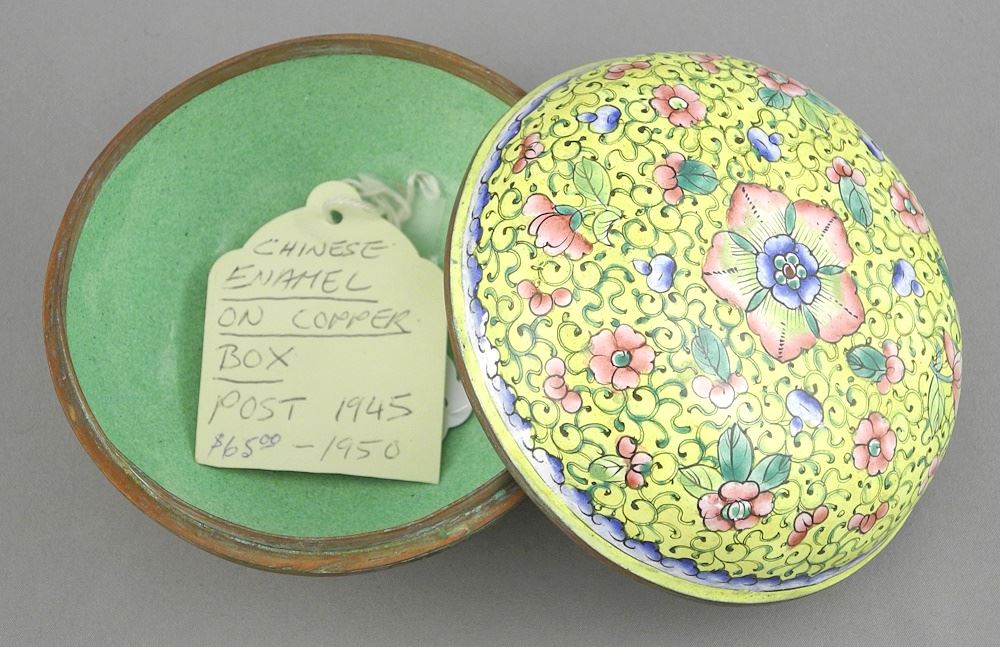 CHINESE
ENAMEL
ON COPPER
BOX
POST 1945
$65.00 - 1950